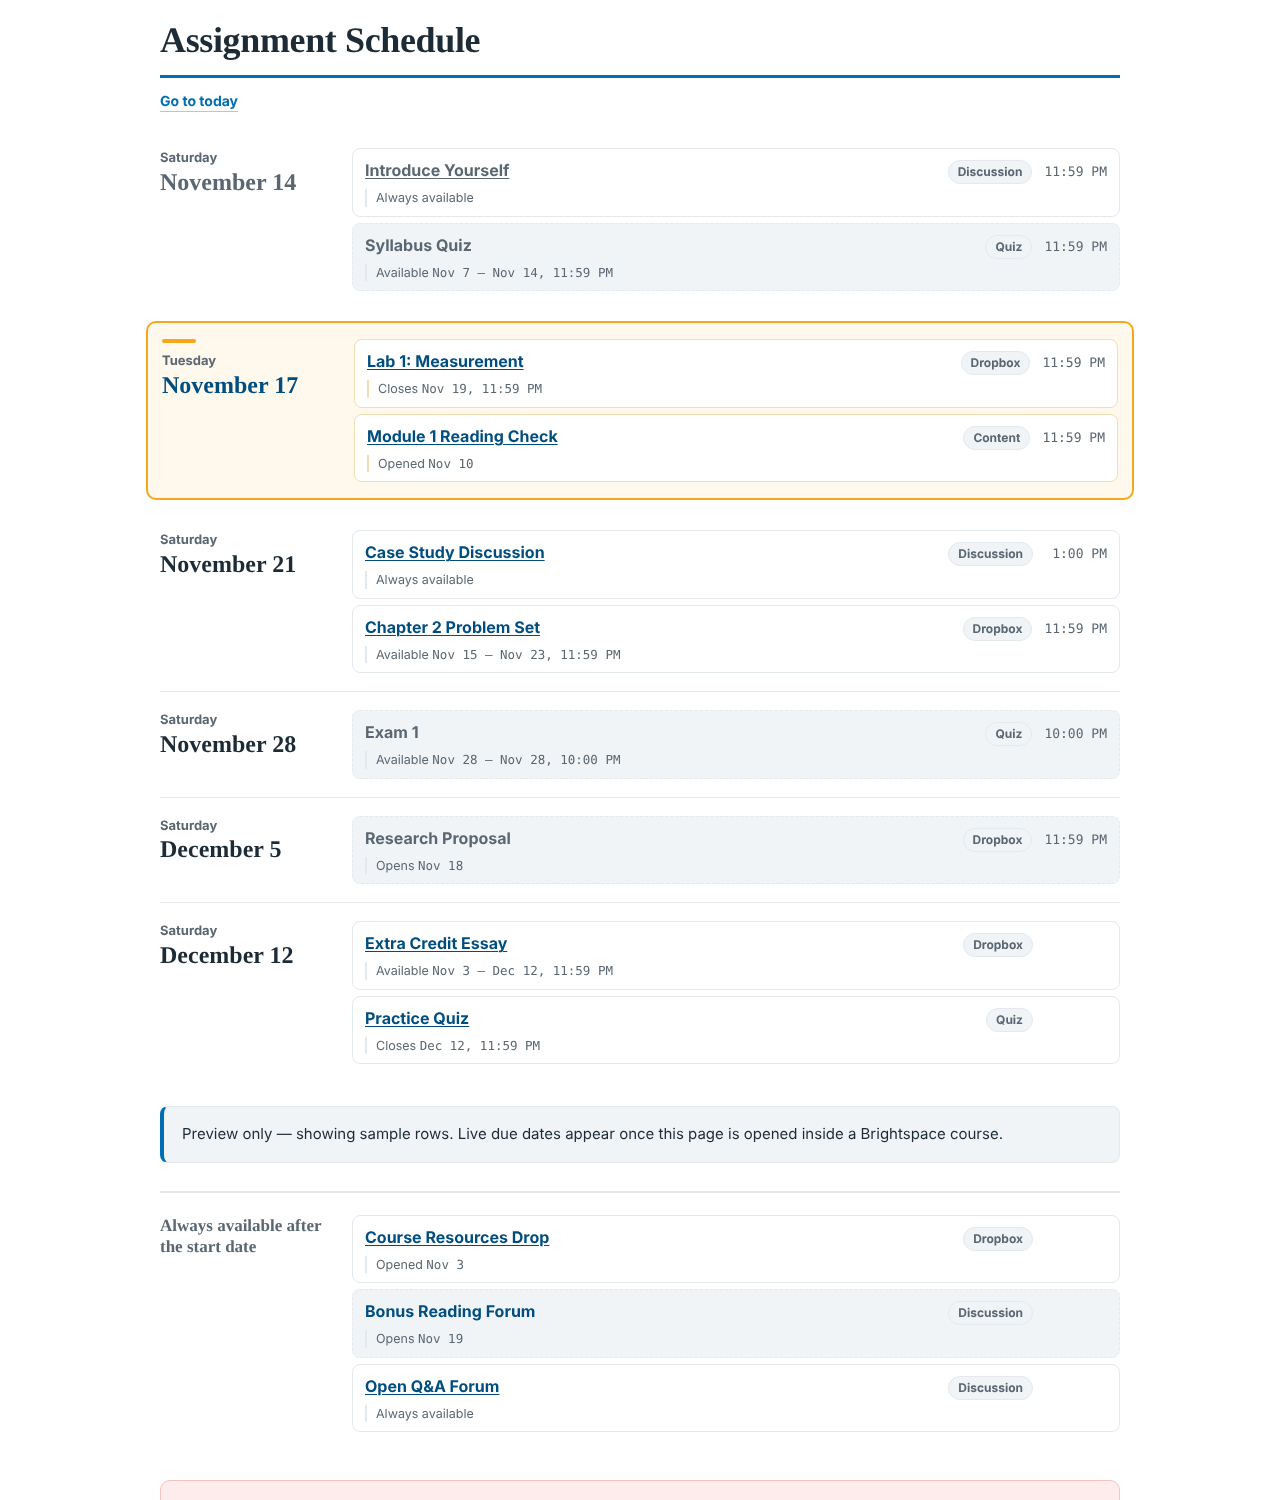 Assignment Schedule
Go to today
Saturday
November 14
Introduce Yourself Discussion 11:59 PM
Always available
Syllabus Quiz Quiz 11:59 PM
Available Nov 7 — Nov 14, 11:59 PM
Tuesday
November 17
Lab 1: Measurement Dropbox 11:59 PM
Closes Nov 19, 11:59 PM
Module 1 Reading Check Content 11:59 PM
Opened Nov 10
Saturday
November 21
Case Study Discussion Discussion 1:00 PM
Always available
Chapter 2 Problem Set Dropbox 11:59 PM
Available Nov 15 — Nov 23, 11:59 PM
Saturday
November 28
Exam 1 Quiz 10:00 PM
Available Nov 28 — Nov 28, 10:00 PM
Saturday
December 5
Research Proposal Dropbox 11:59 PM
Opens Nov 18
Saturday
December 12
Extra Credit Essay Dropbox
Available Nov 3 — Dec 12, 11:59 PM
Practice Quiz Quiz
Closes Dec 12, 11:59 PM
Preview only — showing sample rows. Live due dates appear once this page is opened inside a Brightspace course.
Always available after
the start date
Course Resources Drop Dropbox
Opened Nov 3
Bonus Reading Forum Discussion
Opens Nov 19
Open Q&A Forum Discussion
Always available